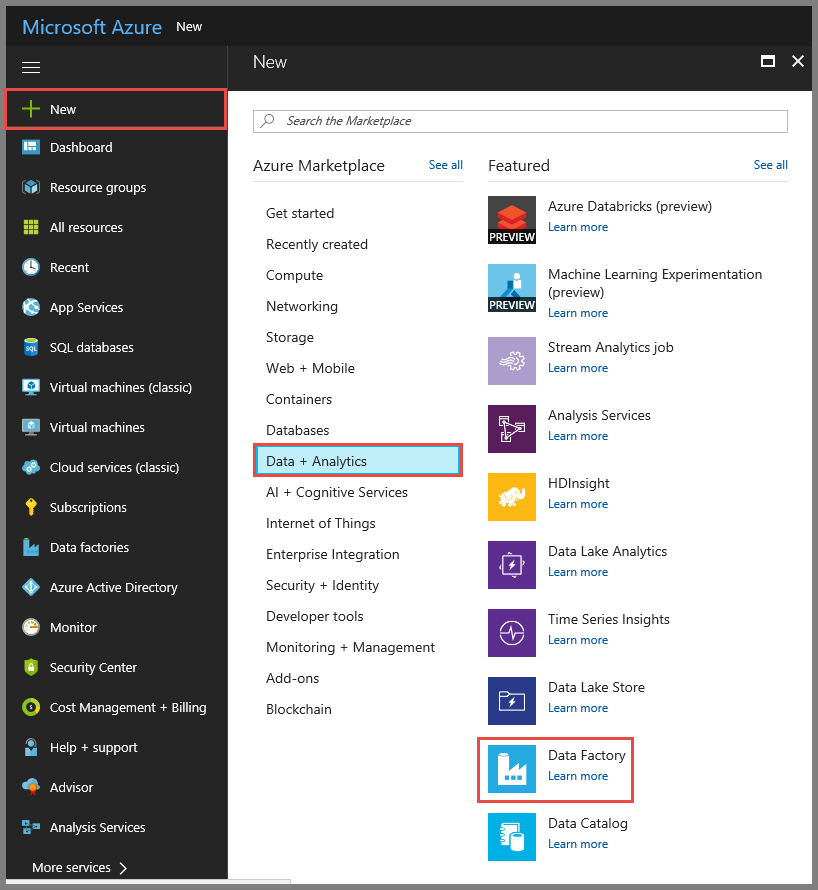 Microsoft Azure New
New
New
Dashboard
Resource groups
All resources
Recent
App Services
SQL
SQL databases
Virtual machines (classic)
Virtual machines
Cloud services (classic)
Subscriptions
Data factories
Azure Active Directory
Monitor
Security Center
Cost Management + Billing
Help + support
Advisor
Analysis Services
More services
Search the Marketplace
Azure Marketplace See all
Get started
Recently created
Compute
Networking
Storage
Web + Mobile
Containers
Databases
Data + Analytics
AI + Cognitive Services
Internet of Things
Enterprise Integration
Security + Identity
Developer tools
Monitoring + Management
Add-ons
Blockchain
Featured See all
PREVIEW
Azure Databricks (preview)
Learn more
PREVIEW
Machine Learning Experimentation
(preview)
Learn more
Stream Analytics job
Learn more
Analysis Services
Learn more
HDInsight
Learn more
Data Lake Analytics
Learn more
Time Series Insights
Learn more
Data Lake Store
Learn more
Data Factory
Learn more
Data Catalog
Learn more